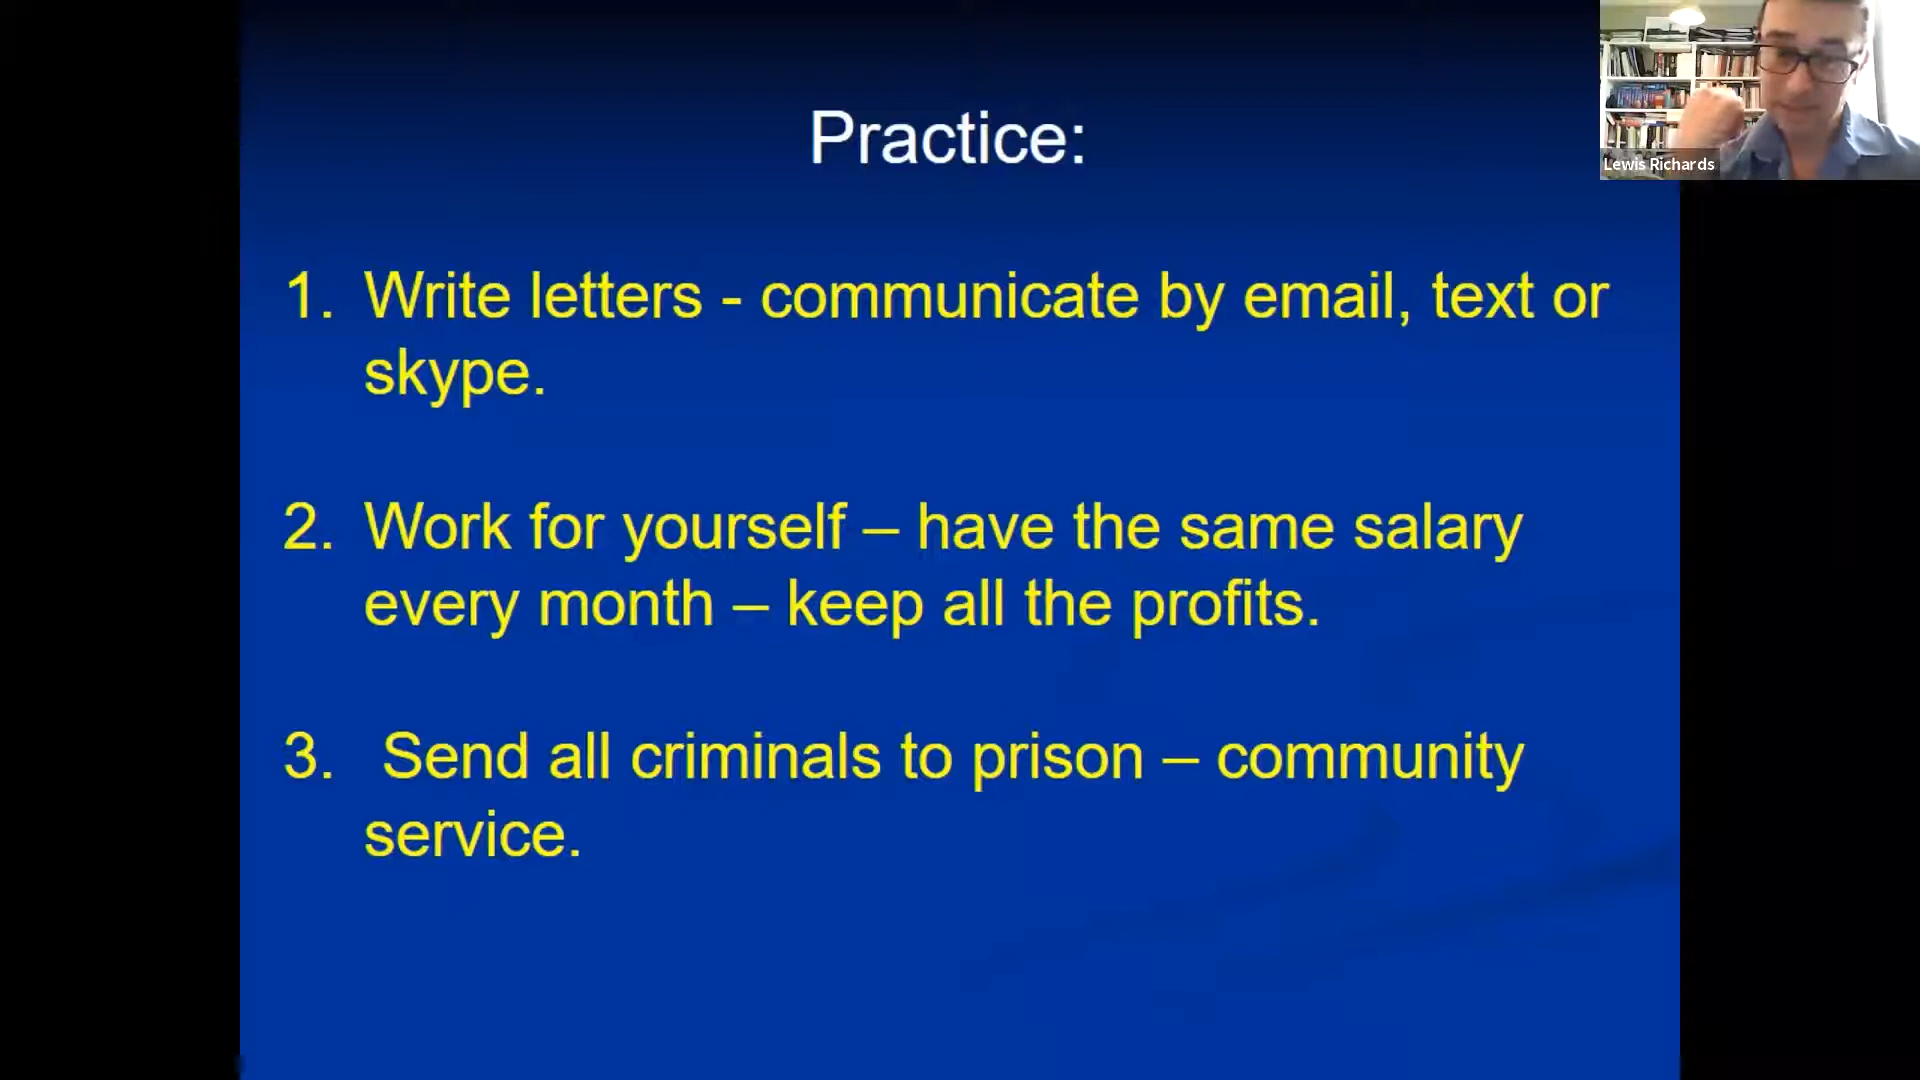 Practice:
Lewis Richards
1. Write letters - communicate by email, text or
skype.
2. Work for yourself – have the same salary
every month – keep all the profits.
3. Send all criminals to prison – community
service.